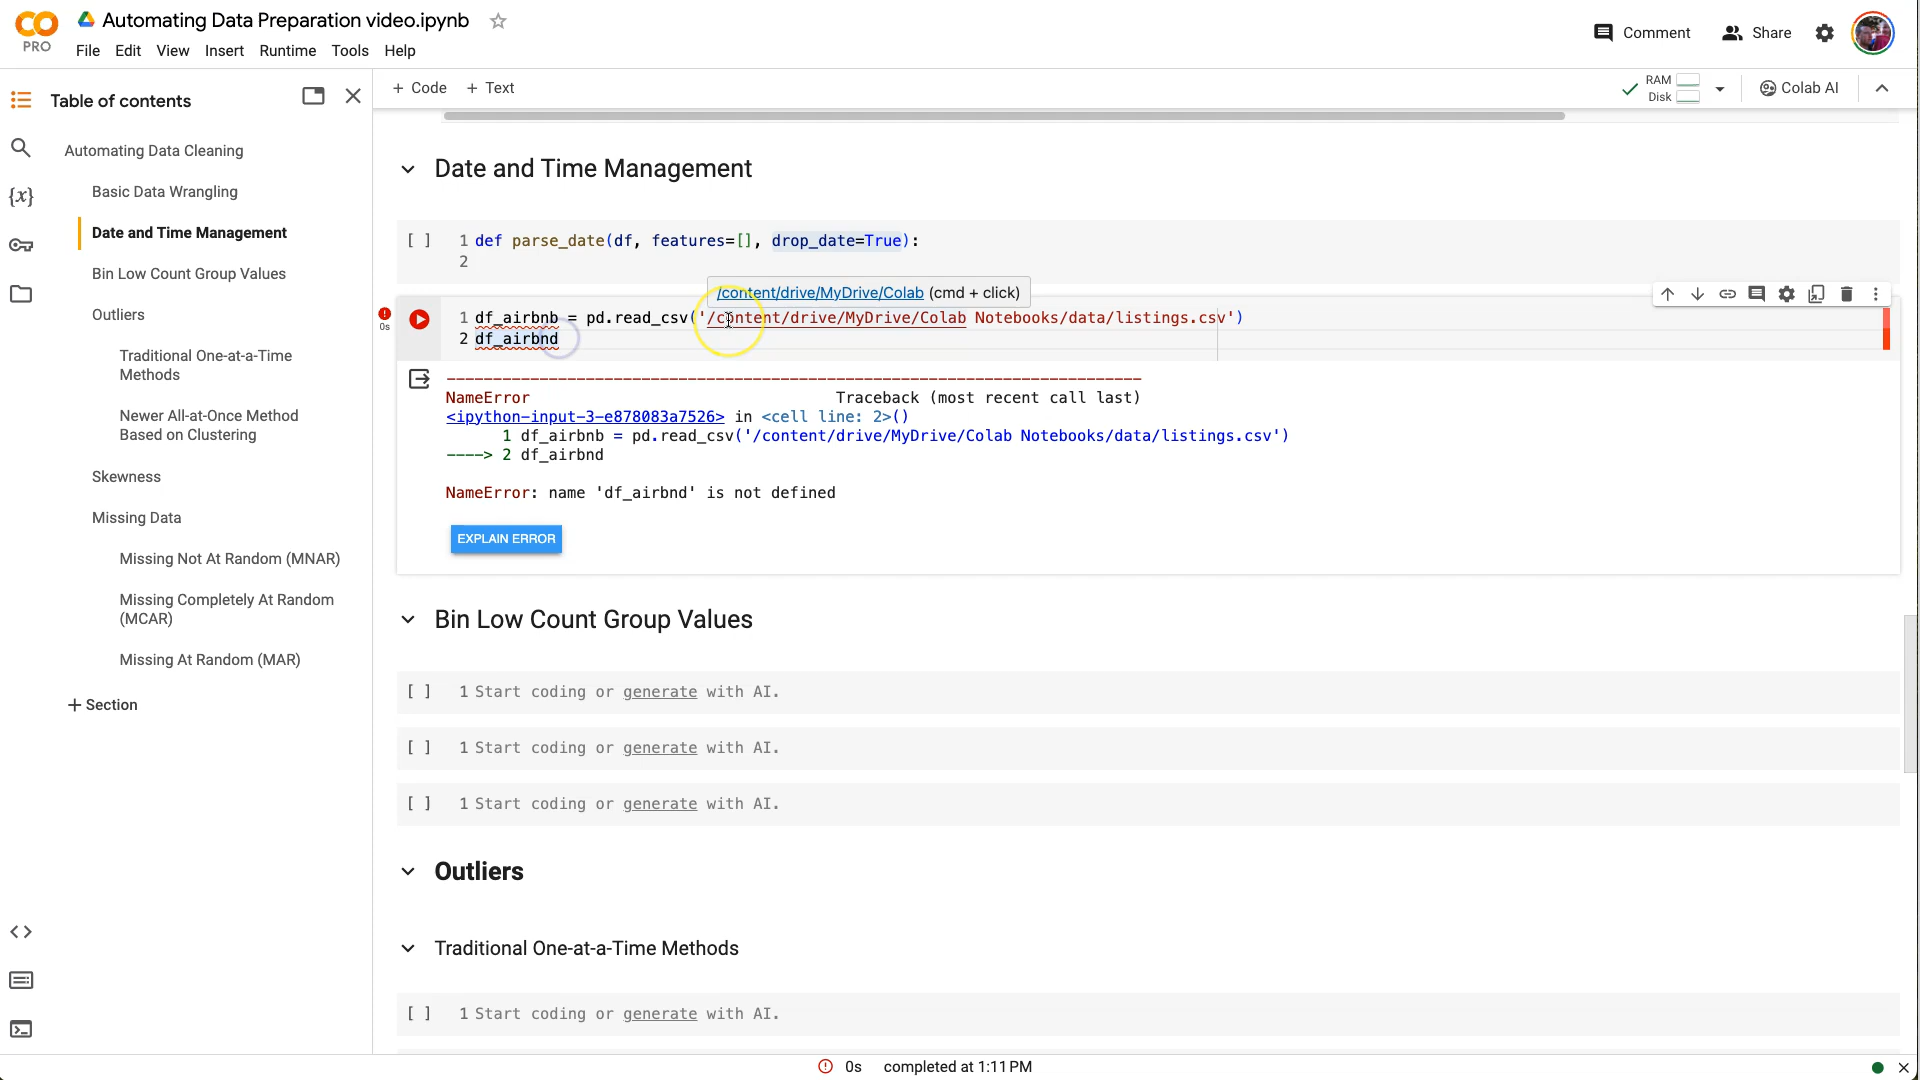 Automating Data Preparation video.ipynb
PRO
File Edit View Insert Runtime Tools Help
Comment
Share
Table of contents
+ Code + Text
RAM
Disk
Colab AI
Automating Data Cleaning
Basic Data Wrangling
Date and Time Management
Bin Low Count Group Values
Outliers
Traditional One-at-a-Time
Methods
Newer All-at-Once Method
Based on Clustering
Skewness
Missing Data
Missing Not At Random (MNAR)
Missing Completely At Random
(MCAR)
Missing At Random (MAR)
+ Section
{x}
Date and Time Management
[ ] 1 def parse_date(df, features=[], drop_date=True):
2
/content/drive/MyDrive/Colab (cmd + click)
0s
1 df_airbnb = pd.read_csv('/content/drive/MyDrive/Colab Notebooks/data/listings.csv')
2 df_airbnd
---------------------------------------------------------------------------
NameError Traceback (most recent call last)
<ipython-input-3-e878083a7526> in <cell line: 2>()
1 df_airbnb = pd.read_csv('/content/drive/MyDrive/Colab Notebooks/data/listings.csv')
----> 2 df_airbnd
NameError: name 'df_airbnd' is not defined
EXPLAIN ERROR
Bin Low Count Group Values
[ ] 1 Start coding or generate with AI.
[ ] 1 Start coding or generate with AI.
[ ] 1 Start coding or generate with AI.
Outliers
Traditional One-at-a-Time Methods
[ ] 1 Start coding or generate with AI.
0s completed at 1:11 PM